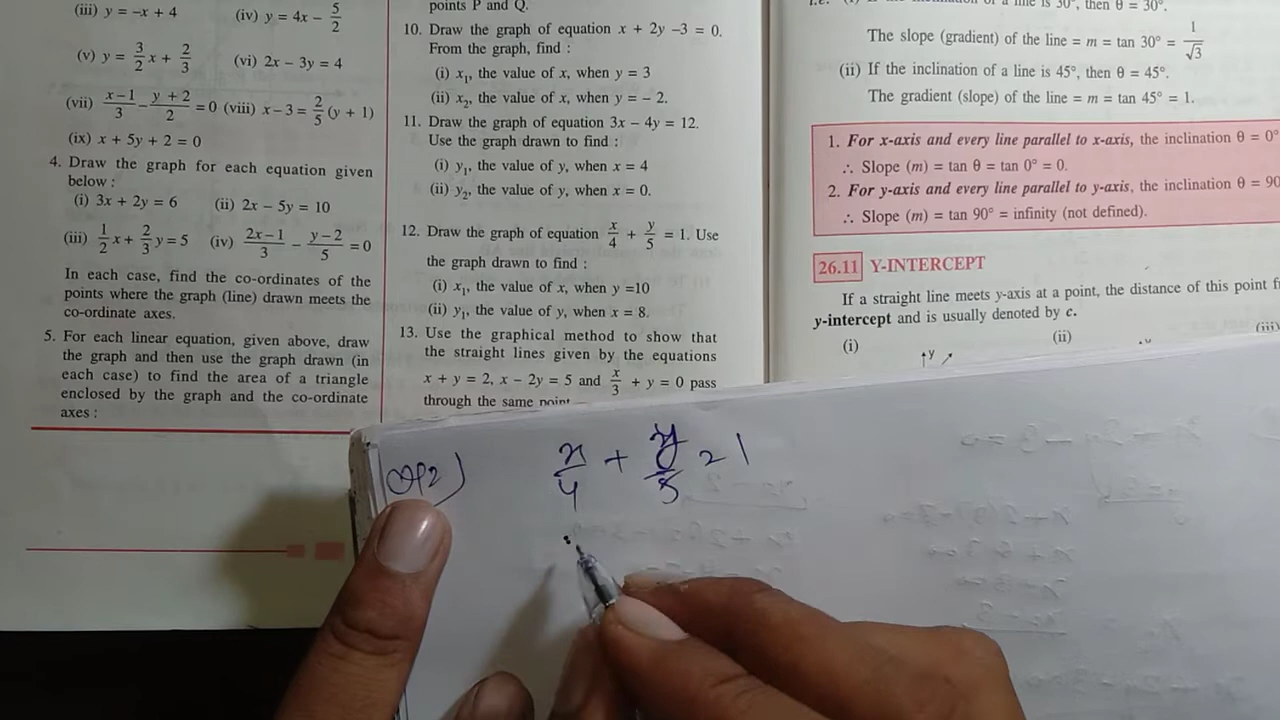 (iii) y = –x + 4 (iv) y = 4x – 5/2
(v) y = 3/2 x + 2/3 (vi) 2x – 3y = 4
(vii) x–1/3 – y + 2/2 = 0 (viii) x – 3 = 2/5 (y + 1)
(ix) x + 5y + 2 = 0
4. Draw the graph for each equation given
below :
(i) 3x + 2y = 6 (ii) 2x – 5y = 10
(iii) 1/2 x + 2/3 y = 5 (iv) 2x–1/3 – y–2/5 = 0
In each case, find the co-ordinates of the
points where the graph (line) drawn meets the
co-ordinate axes.
5. For each linear equation, given above, draw
the graph and then use the graph drawn (in
each case) to find the area of a triangle
enclosed by the graph and the co-ordinate
axes :
points P and Q.
10. Draw the graph of equation x + 2y –3 = 0.
From the graph, find :
(i) x₁, the value of x, when y = 3
(ii) x₂, the value of x, when y = – 2.
11. Draw the graph of equation 3x – 4y = 12.
Use the graph drawn to find :
(i) y₁, the value of y, when x = 4
(ii) y₂, the value of y, when x = 0.
12. Draw the graph of equation x/4 + y/5 = 1. Use
the graph drawn to find :
(i) x₁, the value of x, when y =10
(ii) y₁, the value of y, when x = 8.
13. Use the graphical method to show that
the straight lines given by the equations
x + y = 2, x – 2y = 5 and x/3 + y = 0 pass
through the same point
of a line is 30°, then θ = 30°.
The slope (gradient) of the line = m = tan 30° = 1/√3
(ii) If the inclination of a line is 45°, then θ = 45°.
The gradient (slope) of the line = m = tan 45° = 1.
1. For x-axis and every line parallel to x-axis, the inclination θ = 0°
∴ Slope (m) = tan θ = tan 0° = 0.
2. For y-axis and every line parallel to y-axis, the inclination θ = 90
∴ Slope (m) = tan 90° = infinity (not defined).
26.11 Y-INTERCEPT
If a straight line meets y-axis at a point, the distance of this point
y-intercept and is usually denoted by c.
(i) (ii) (iii)
y
x/4 + y/5 = 1